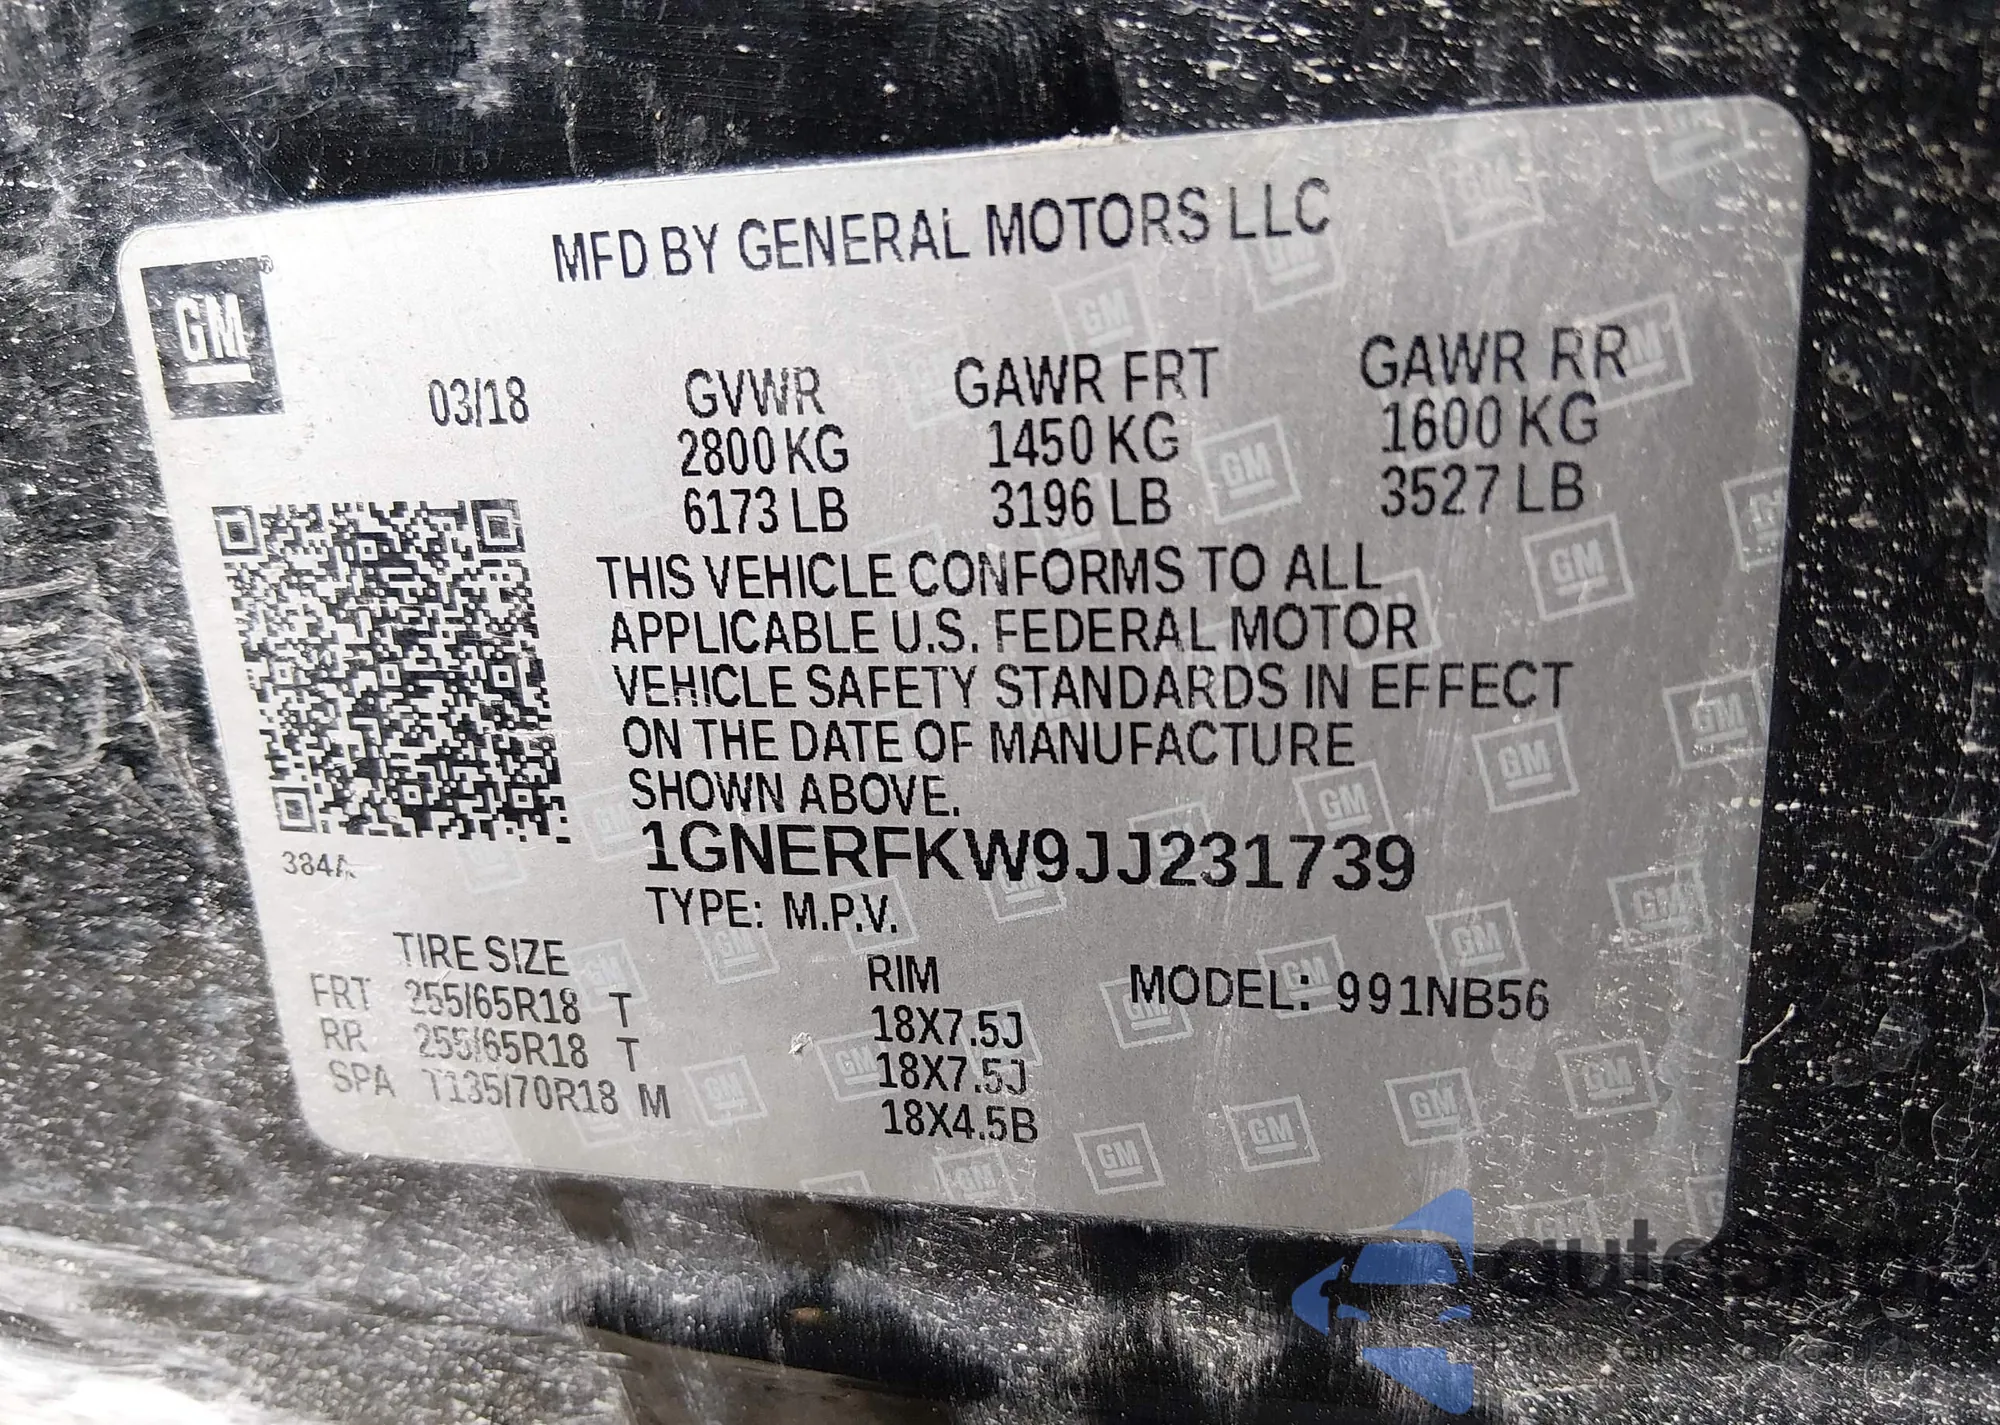 MFD BY GENERAL MOTORS LLC
GM
03/18
GVWR GAWR FRT GAWR RR
2800 KG 1450 KG 1600 KG
6173 LB 3196 LB 3527 LB
THIS VEHICLE CONFORMS TO ALL
APPLICABLE U.S. FEDERAL MOTOR
VEHICLE SAFETY STANDARDS IN EFFECT
ON THE DATE OF MANUFACTURE
SHOWN ABOVE.
1GNERFKW9JJ231739
384A
TYPE: M.P.V.
TIRE SIZE RIM MODEL: 991NB56
FRT 255/65R18 T 18X7.5J
RR 255/65R18 T 18X7.5J
SPA T135/70R18 M 18X4.5B